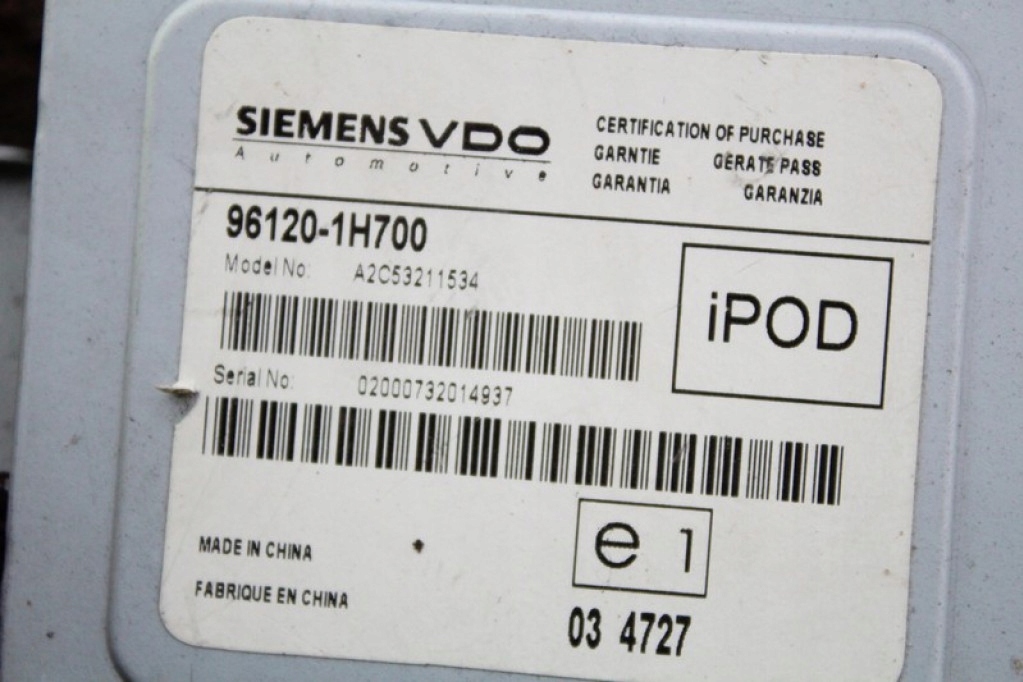 SIEMENS VDO
Automotive
CERTIFICATION OF PURCHASE
GARNTIE GERATE PASS
GARANTIA GARANZIA
96120-1H700
Model No: A2C53211534
iPOD
Serial No: 02000732014937
e 1
MADE IN CHINA
FABRIQUE EN CHINA
03 4727